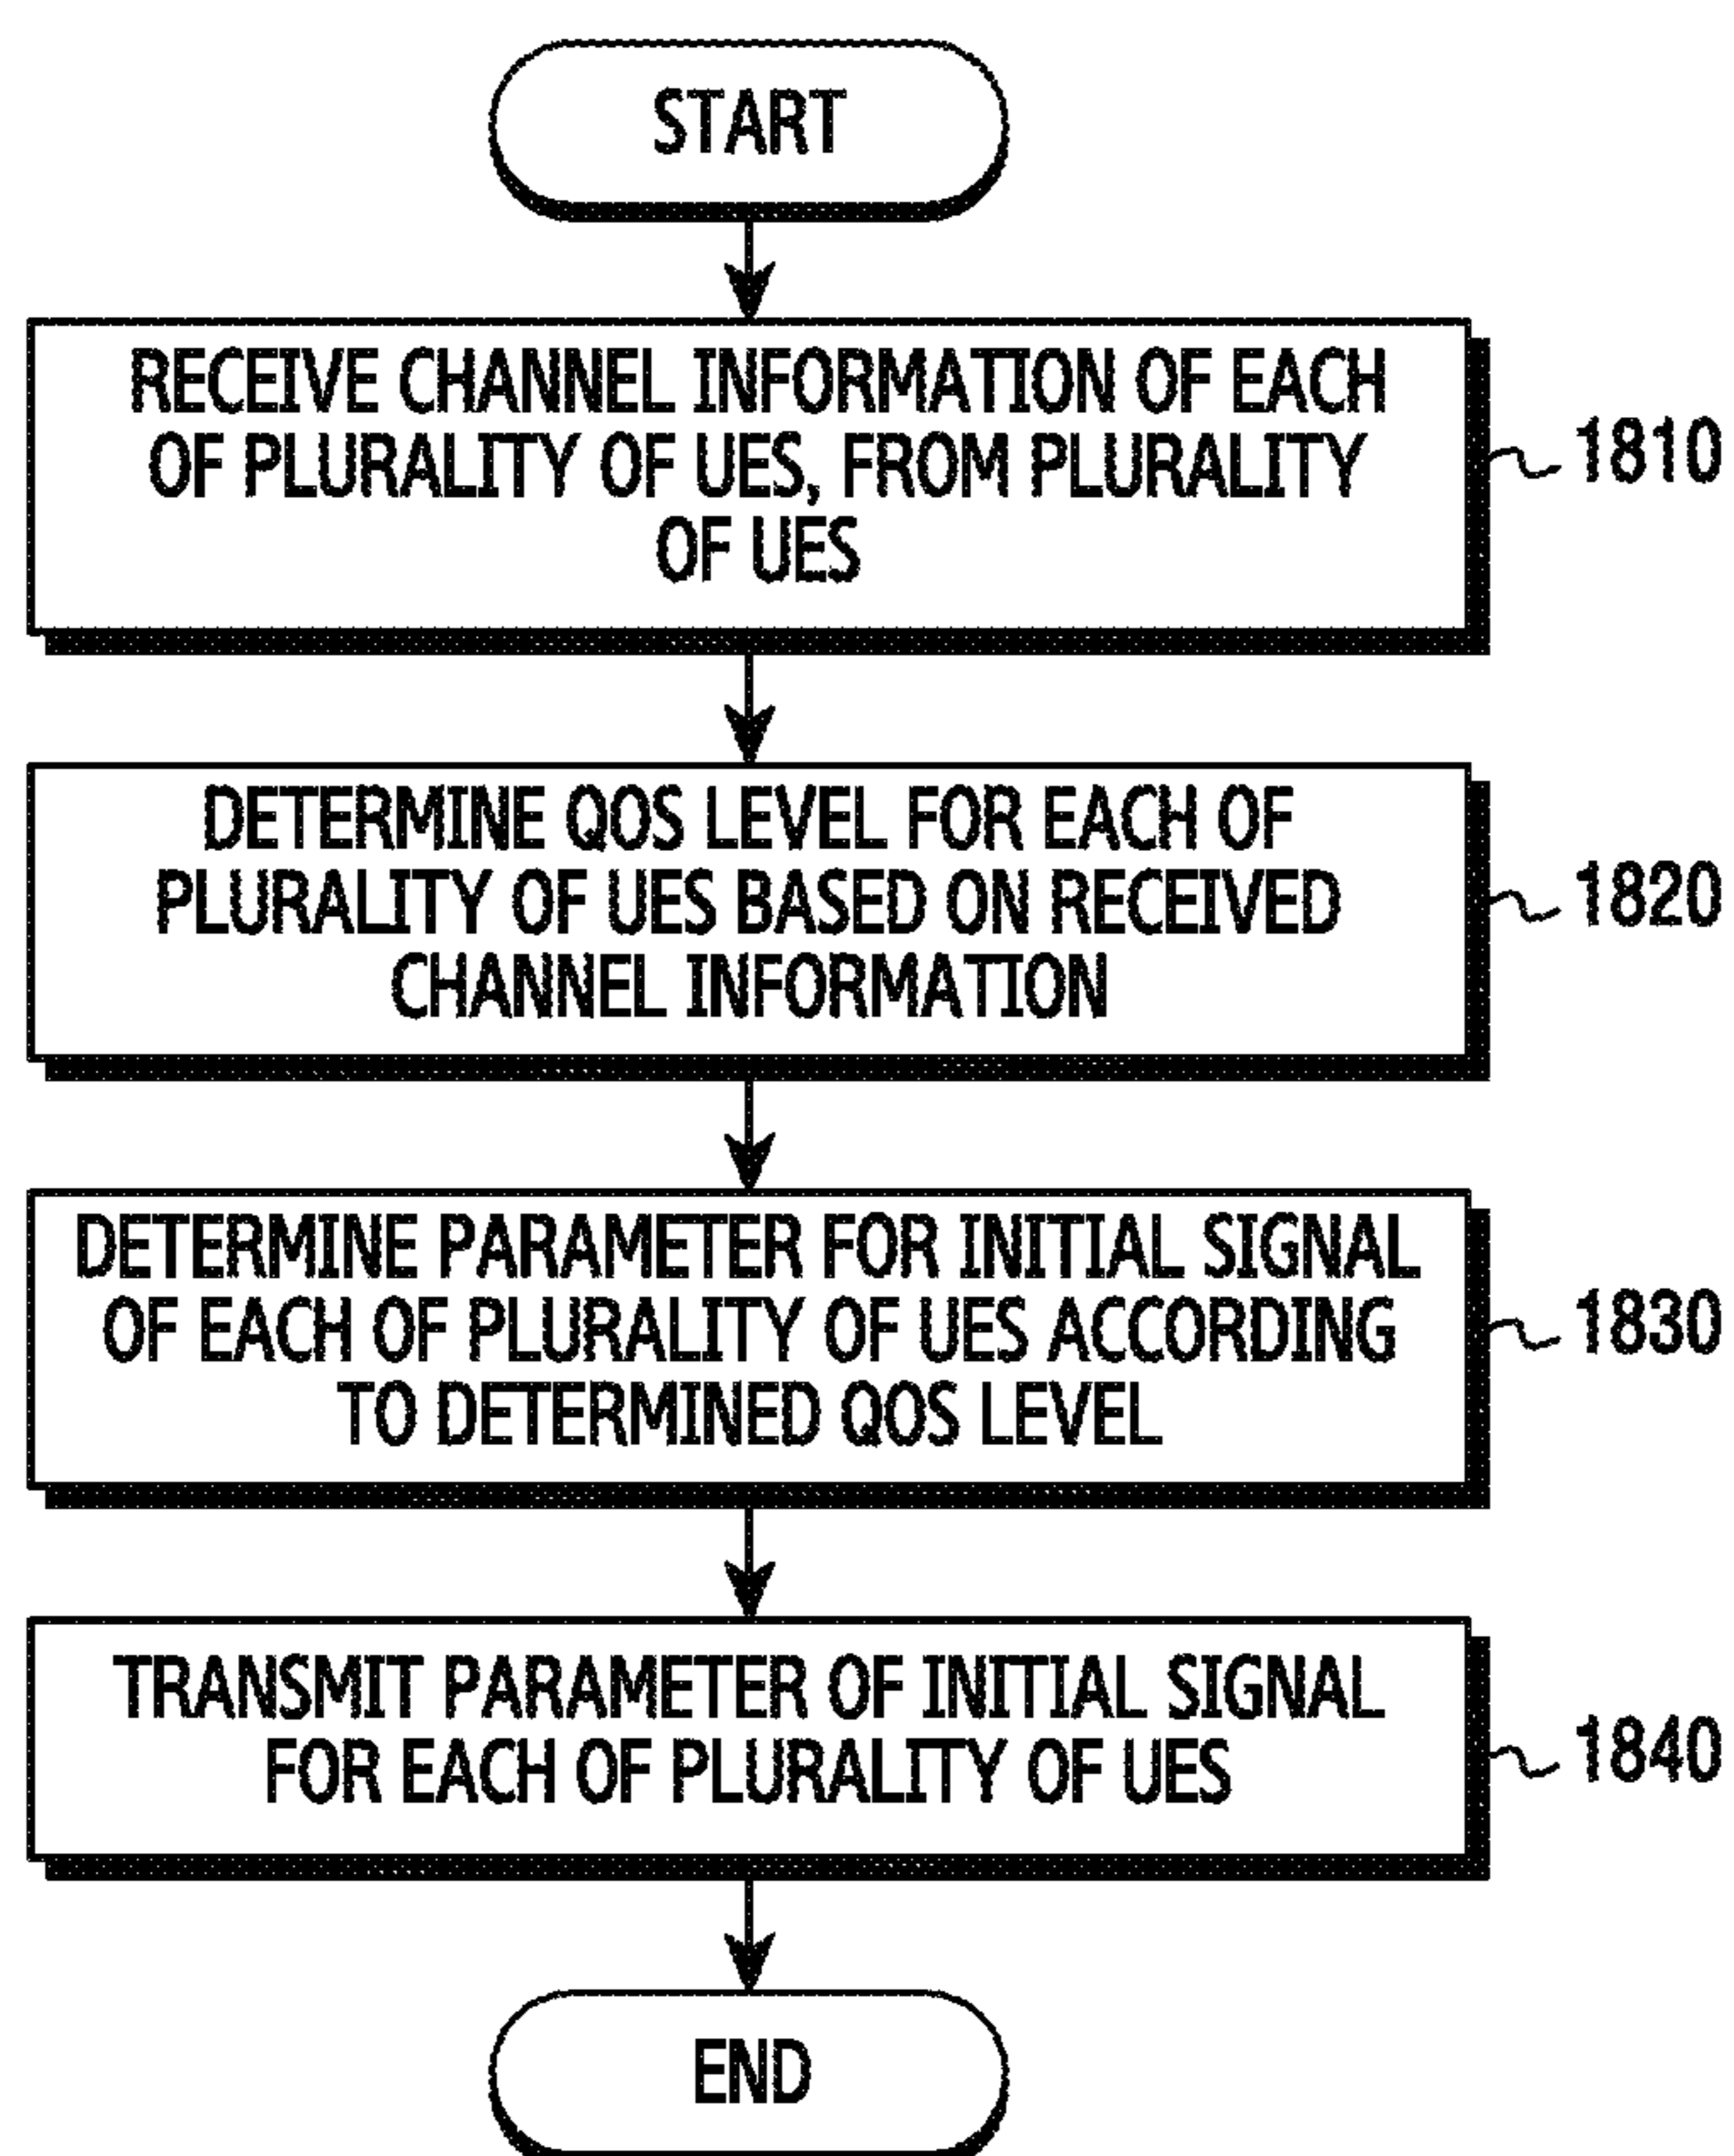 START
RECEIVE CHANNEL INFORMATION OF EACH
OF PLURALITY OF UES, FROM PLURALITY
OF UES
1810
DETERMINE QOS LEVEL FOR EACH OF
PLURALITY OF UES BASED ON RECEIVED
CHANNEL INFORMATION
1820
DETERMINE PARAMETER FOR INITIAL SIGNAL
OF EACH OF PLURALITY OF UES ACCORDING
TO DETERMINED QOS LEVEL
1830
TRANSMIT PARAMETER OF INITIAL SIGNAL
FOR EACH OF PLURALITY OF UES
1840
END